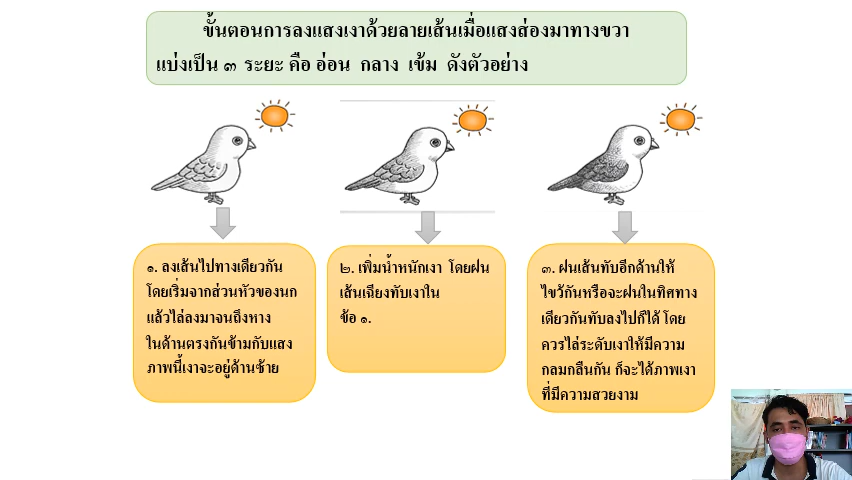 ขั้นตอนการลงแสงเงาด้วยลายเส้นเมื่อแสงส่องมาทางขวา
แบ่งเป็น ๓ ระยะ คือ อ่อน กลาง เข้ม ดังตัวอย่าง
๑. ลงเส้นไปทางเดียวกัน
โดยเริ่มจากส่วนหัวของนก
แล้วไล่ลงมาจนถึงหาง
ในด้านตรงกันข้ามกับแสง
ภาพนี้เงาจะอยู่ด้านซ้าย
๒. เพิ่มน้ำหนักเงา โดยฝน
เส้นเฉียงทับเงาใน
ข้อ ๑.
๓. ฝนเส้นทับอีกด้านให้
ไขว้กันหรือจะฝนในทิศทาง
เดียวกันทับลงไปก็ได้ โดย
ควรไล่ระดับเงาให้มีความ
กลมกลืนกัน ก็จะได้ภาพเงา
ที่มีความสวยงาม